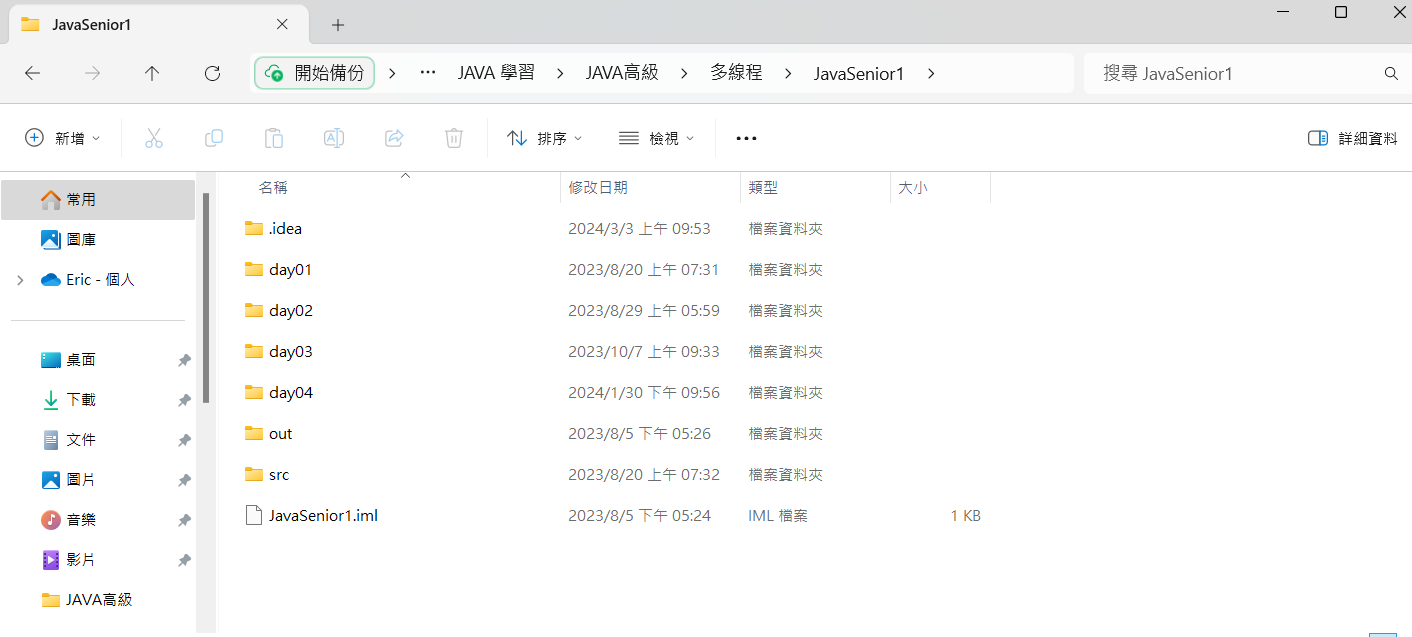 JavaSenior1
開始備份 > ... JAVA 學習 > JAVA高級 > 多線程 > JavaSenior1 >
搜尋 JavaSenior1
新增
排序
檢視
...
詳細資料
常用
圖庫
Eric - 個人
桌面
下載
文件
圖片
音樂
影片
JAVA高級
名稱 修改日期 類型 大小
.idea 2024/3/3 上午 09:53 檔案資料夾
day01 2023/8/20 上午 07:31 檔案資料夾
day02 2023/8/29 上午 05:59 檔案資料夾
day03 2023/10/7 上午 09:33 檔案資料夾
day04 2024/1/30 下午 09:56 檔案資料夾
out 2023/8/5 下午 05:26 檔案資料夾
src 2023/8/20 上午 07:32 檔案資料夾
JavaSenior1.iml 2023/8/5 下午 05:24 IML 檔案 1 KB